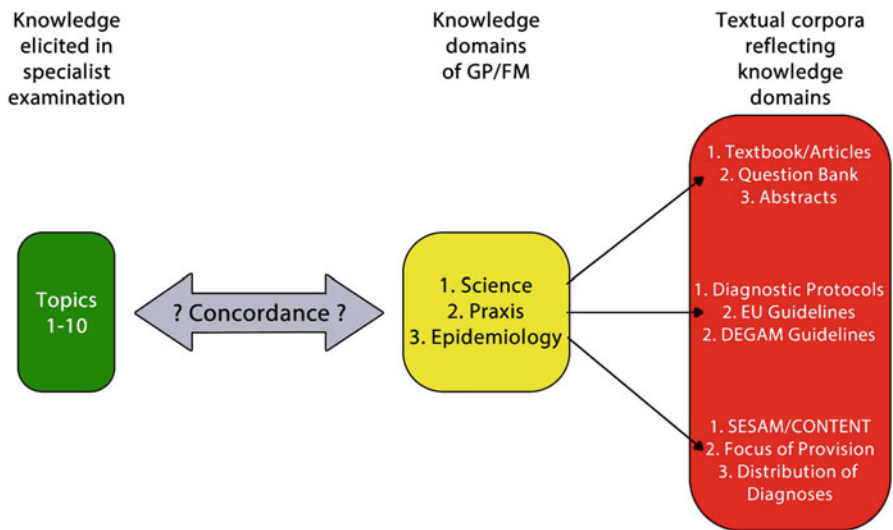 Knowledge
elicited in
specialist
examination
Knowledge
domains
of GP/FM
Textual corpora
reflecting
knowledge
domains
Topics
1-10
? Concordance ?
1. Science
2. Praxis
3. Epidemiology
1. Textbook/Articles
2. Question Bank
3. Abstracts
1. Diagnostic Protocols
2. EU Guidelines
2. DEGAM Guidelines
1. SESAM/CONTENT
2. Focus of Provision
3. Distribution of
Diagnoses